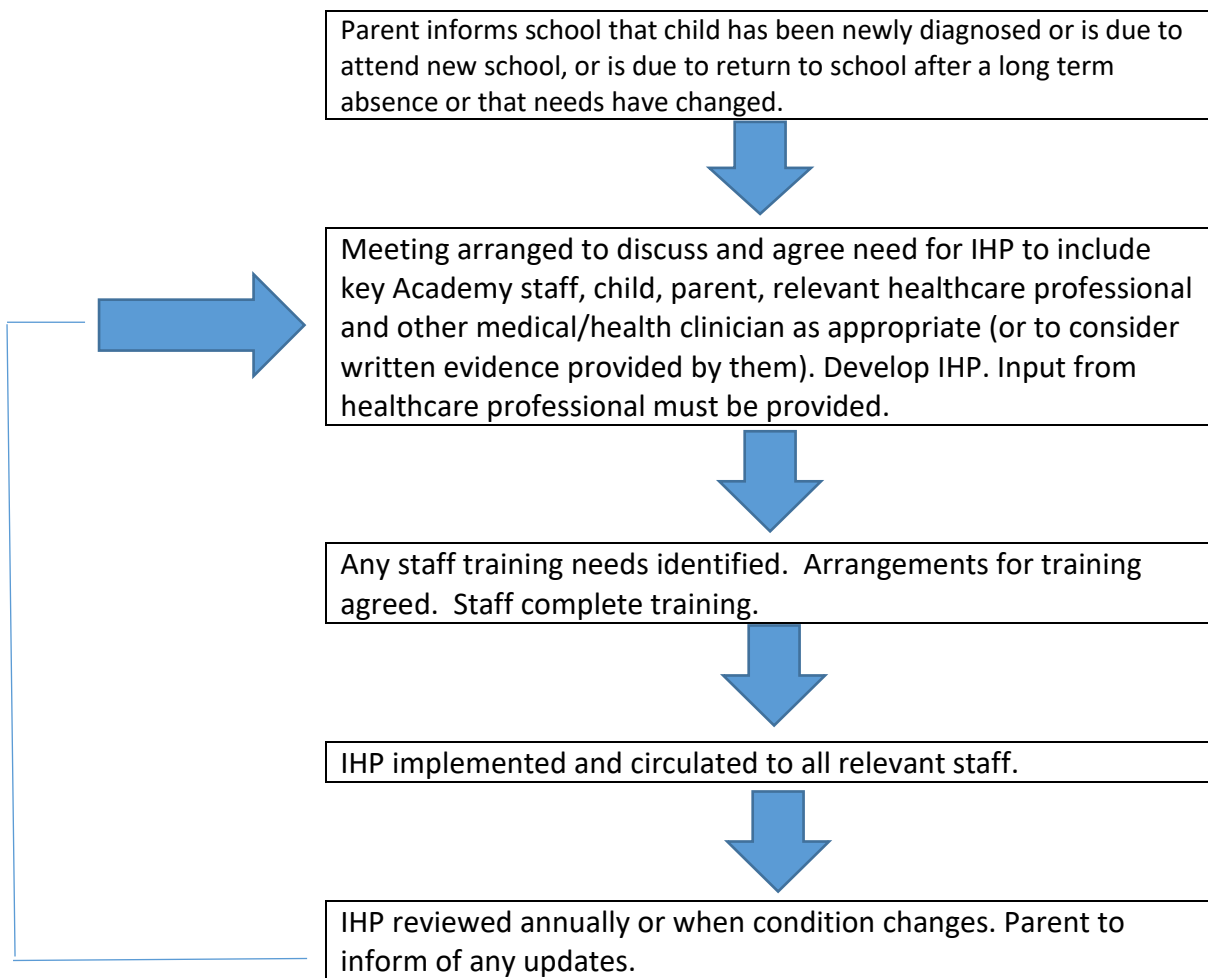 Parent informs school that child has been newly diagnosed or is due to
attend new school, or is due to return to school after a long term
absence or that needs have changed.
Meeting arranged to discuss and agree need for IHP to include
key Academy staff, child, parent, relevant healthcare professional
and other medical/health clinician as appropriate (or to consider
written evidence provided by them). Develop IHP. Input from
healthcare professional must be provided.
Any staff training needs identified.  Arrangements for training
agreed.  Staff complete training.
IHP implemented and circulated to all relevant staff.
IHP reviewed annually or when condition changes. Parent to
inform of any updates.